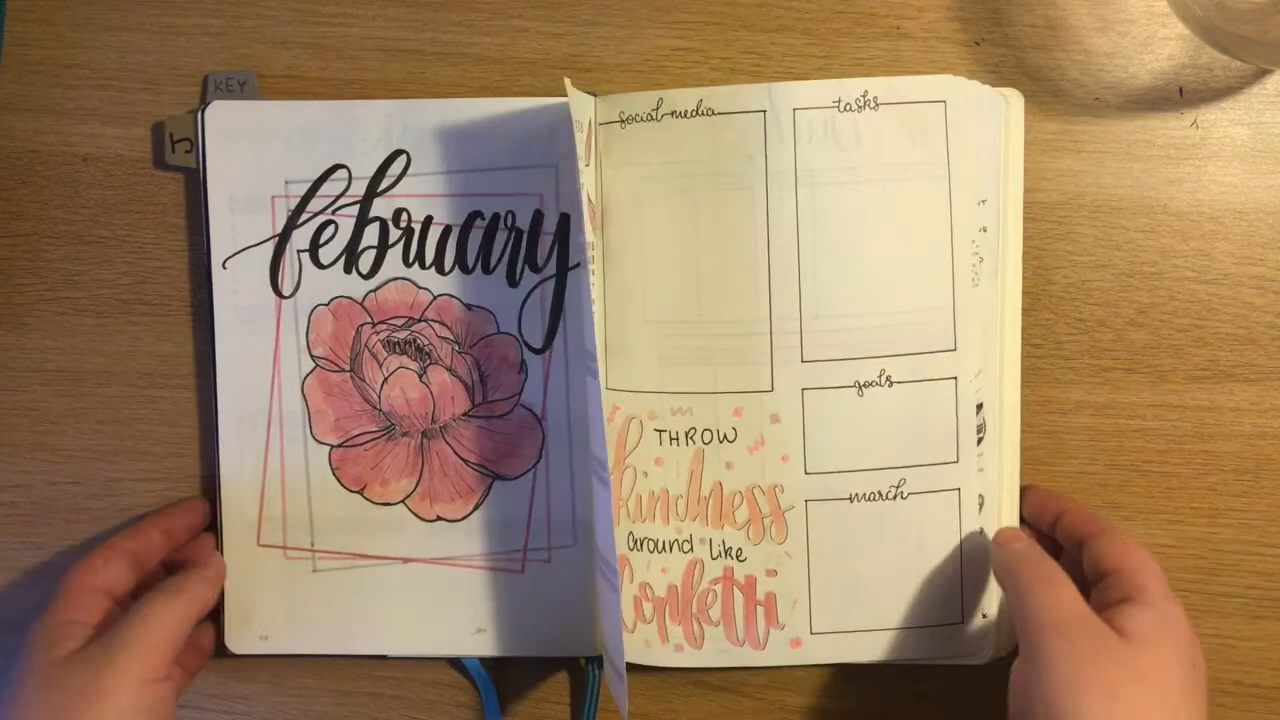 KEY
february
social media
tasks
goals
march
THROW
kindness
around like
Confetti